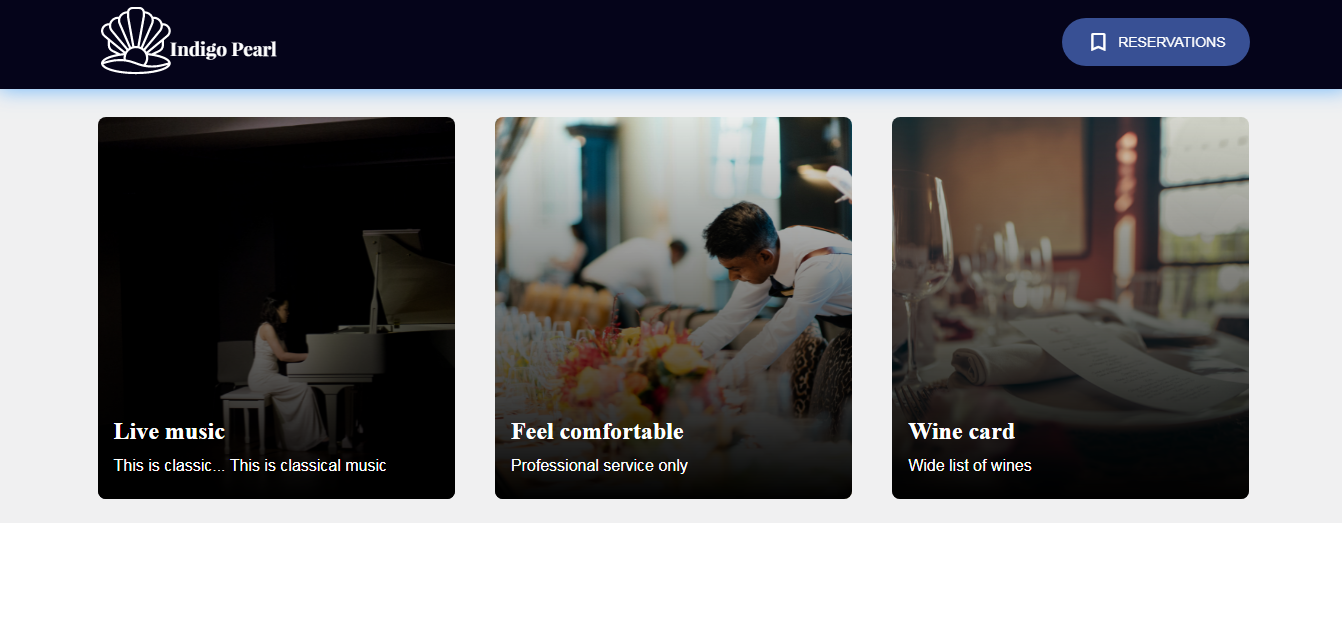 Indigo Pearl
RESERVATIONS
Live music
This is classic... This is classical music
Feel comfortable
Professional service only
Wine card
Wide list of wines